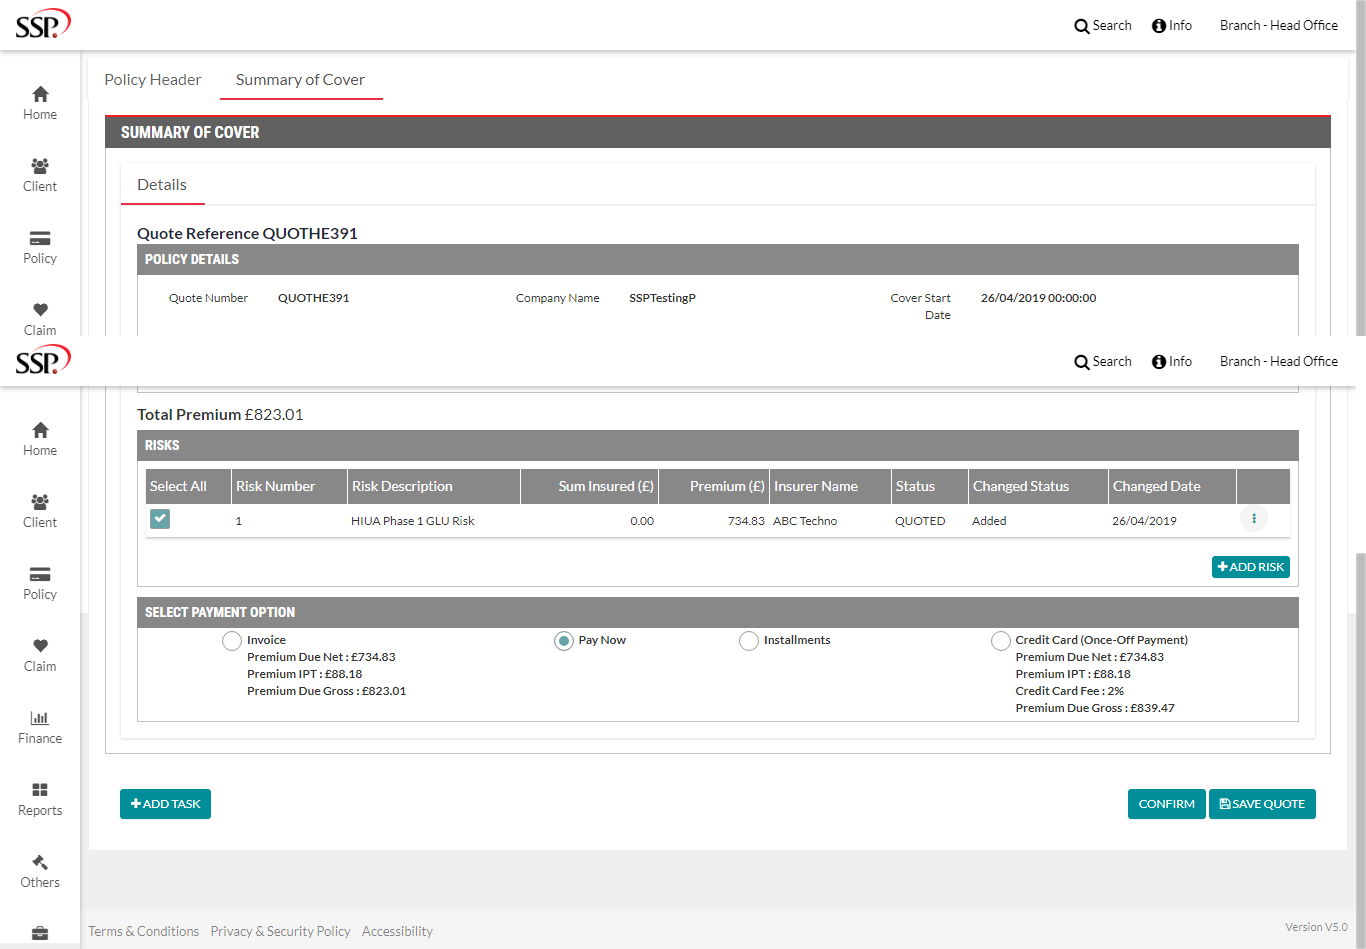 SSP.
Search Info Branch - Head Office
Home
Client
Policy
Claim
Policy Header Summary of Cover
SUMMARY OF COVER
Details
Quote Reference QUOTHE391
POLICY DETAILS
Quote Number QUOTHE391 Company Name SSPTestingP Cover Start Date 26/04/2019 00:00:00
SSP.
Search Info Branch - Head Office
Home
Client
Policy
Claim
Finance
Reports
Others
Total Premium £823.01
RISKS
Select All Risk Number Risk Description Sum Insured (£) Premium (£) Insurer Name Status Changed Status Changed Date
1 HIUA Phase 1 GLU Risk 0.00 734.83 ABC Techno QUOTED Added 26/04/2019
ADD RISK
SELECT PAYMENT OPTION
Invoice
Premium Due Net : £734.83
Premium IPT : £88.18
Premium Due Gross : £823.01
Pay Now
Installments
Credit Card (Once-Off Payment)
Premium Due Net : £734.83
Premium IPT : £88.18
Credit Card Fee : 2%
Premium Due Gross : £839.47
ADD TASK CONFIRM SAVE QUOTE
Terms & Conditions Privacy & Security Policy Accessibility Version V5.0